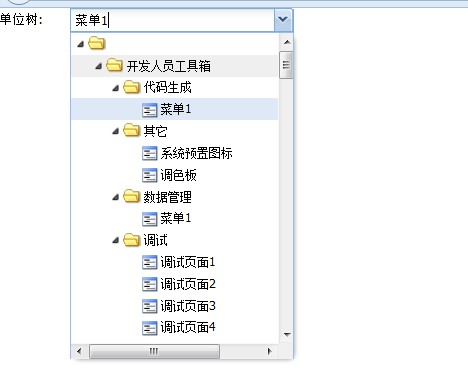 单位树: 菜单1
开发人员工具箱
代码生成
菜单1
其它
系统预置图标
调色板
数据管理
菜单1
调试
调试页面1
调试页面2
调试页面3
调试页面4